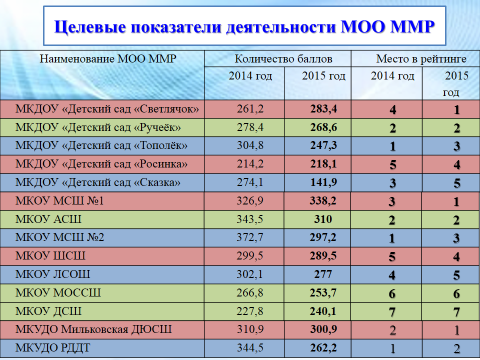 Целевые показатели деятельности МОО ММР
Наименование МОО ММР Количество баллов Место в рейтинге
2014 год 2015 год 2014 год 2015 год
МКДОУ «Детский сад «Светлячок» 261,2 283,4 4 1
МКДОУ «Детский сад «Ручеёк» 278,4 268,6 2 2
МКДОУ «Детский сад «Тополёк» 304,8 247,3 1 3
МКДОУ «Детский сад «Росинка» 214,2 218,1 5 4
МКДОУ «Детский сад «Сказка» 274,1 141,9 3 5
МКОУ МСШ №1 326,9 338,2 3 1
МКОУ АСШ 343,5 310 2 2
МКОУ МСШ №2 372,7 297,2 1 3
МКОУ ШСШ 299,5 289,5 5 4
МКОУ ЛСОШ 302,1 277 4 5
МКОУ МОССШ 266,8 253,7 6 6
МКОУ ДСШ 227,8 240,1 7 7
МКУДО Мильковская ДЮСШ 310,9 300,9 2 1
МКУДО РДДТ 344,5 262,2 1 2